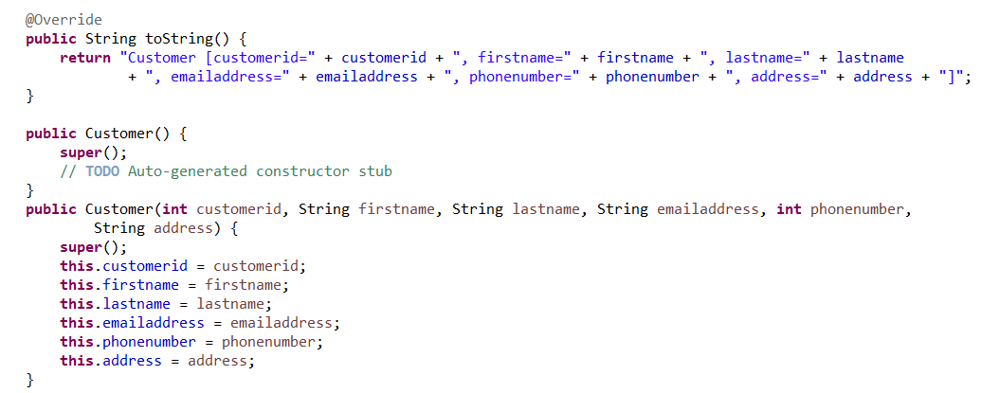 @Override
public String toString() {
    return "Customer [customerid=" + customerid + ", firstname=" + firstname + ", lastname=" + lastname
            + ", emailaddress=" + emailaddress + ", phonenumber=" + phonenumber + ", address=" + address + "]";
}

public Customer() {
    super();
    // TODO Auto-generated constructor stub
}
public Customer(int customerid, String firstname, String lastname, String emailaddress, int phonenumber,
        String address) {
    super();
    this.customerid = customerid;
    this.firstname = firstname;
    this.lastname = lastname;
    this.emailaddress = emailaddress;
    this.phonenumber = phonenumber;
    this.address = address;
}